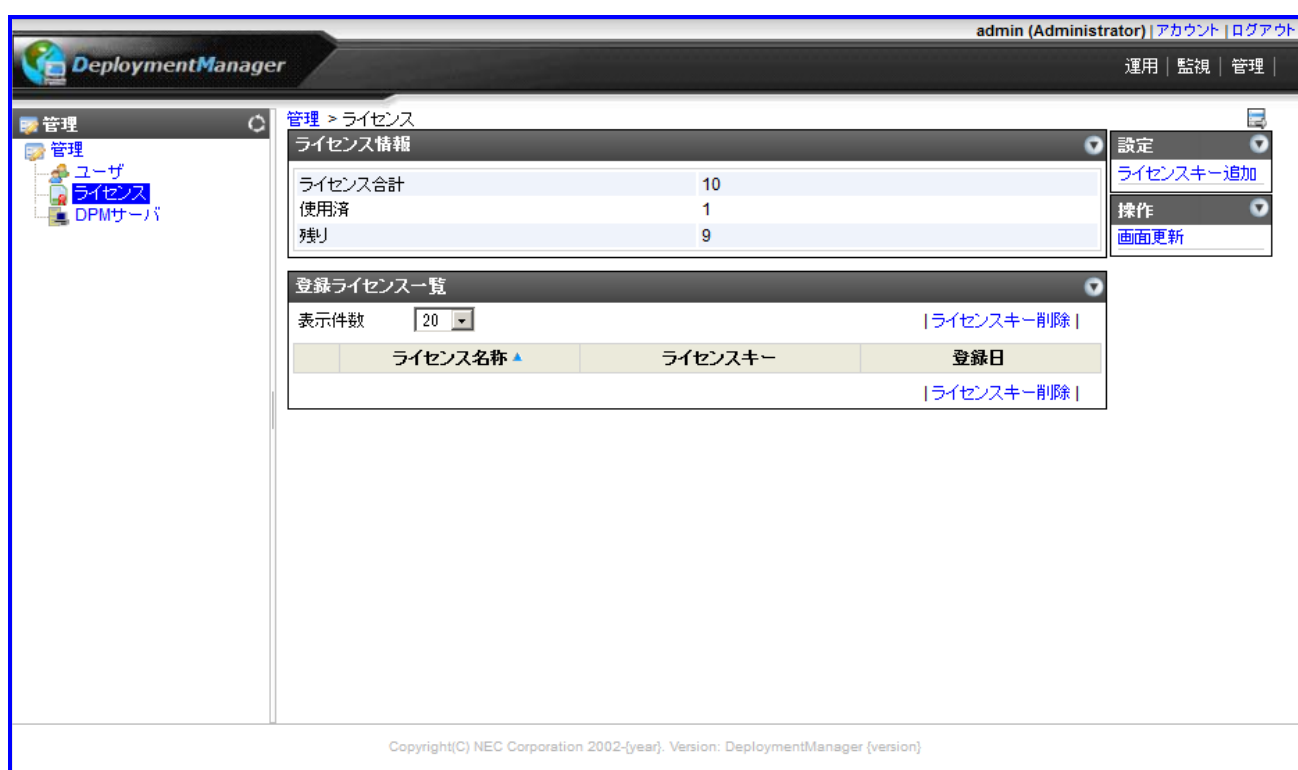 admin (Administrator) | アカウント | ログアウト
DeploymentManager
運用 | 監視 | 管理 |
管理
管理
ユーザ
ライセンス
DPMサーバ
管理 > ライセンス
ライセンス情報
ライセンス合計 10
使用済 1
残り 9
登録ライセンス一覧
表示件数 20 | ライセンスキー削除 |
ライセンス名称▲ ライセンスキー 登録日
| ライセンスキー削除 |
設定
ライセンスキー追加
操作
画面更新
Copyright(C) NEC Corporation 2002-{year}. Version: DeploymentManager {version}